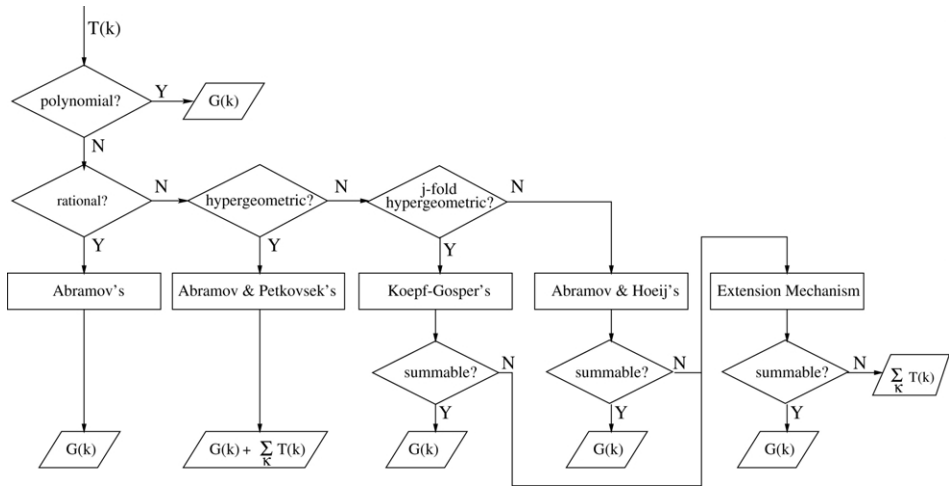 T(k)
polynomial?
Y
G(k)
N
rational?
N
hypergeometric?
N
j-fold
hypergeometric?
N
Y
Y
Y
Abramov's
Abramov & Petkovsek's
Koepf-Gosper's
Abramov & Hoeij's
Extension Mechanism
summable?
N
summable?
N
summable?
N
Σ T(k)
K
Y
Y
Y
G(k)
G(k) + Σ T(k)
K
G(k)
G(k)
G(k)